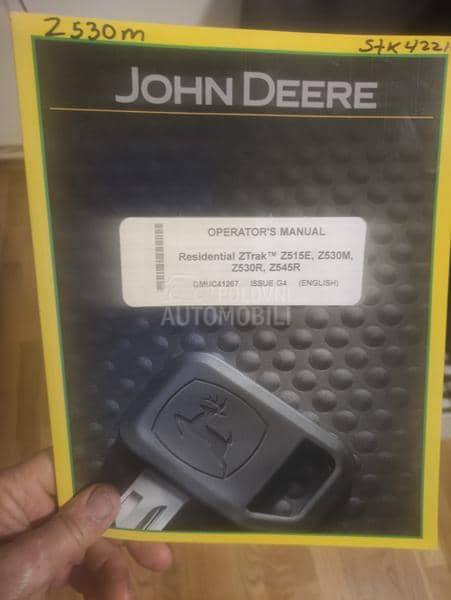 Z530m
StK4221
JOHN DEERE
OPERATOR'S MANUAL
Residential ZTrak™ Z515E, Z530M,
Z530R, Z545R
OMUC41267 ISSUE G4 (ENGLISH)
POLOVNI
AUTOMOBILI